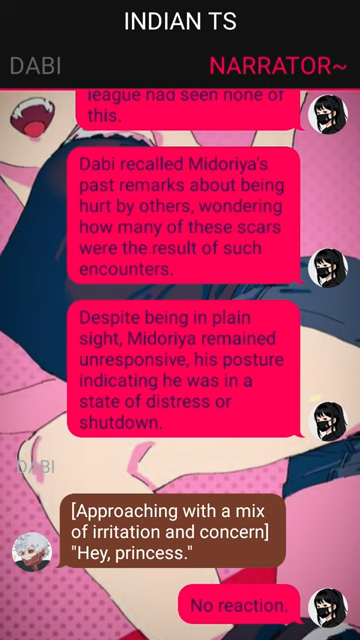 INDIAN TS
DABI NARRATOR~
league had seen none of
this.
Dabi recalled Midoriya's
past remarks about being
hurt by others, wondering
how many of these scars
were the result of such
encounters.
Despite being in plain
sight, Midoriya remained
unresponsive, his posture
indicating he was in a
state of distress or
shutdown.
DABI
[Approaching with a mix
of irritation and concern]
"Hey, princess."
No reaction.